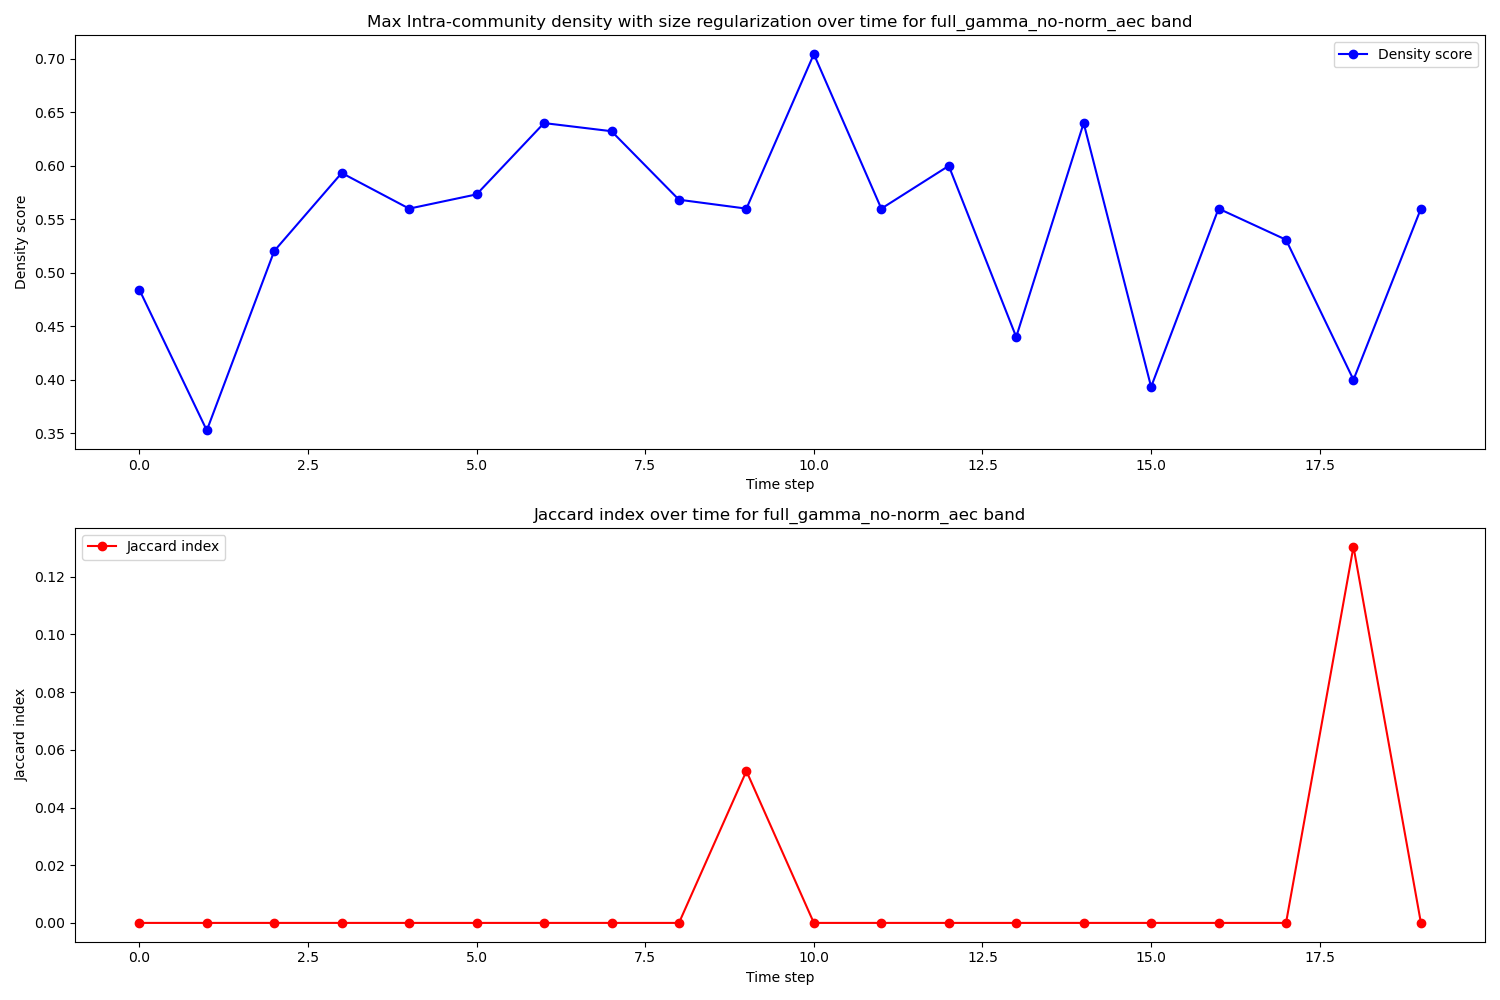 Max Intra-community density with size regularization over time for full_gamma_no-norm_aec band
Density score
0.70
0.65
0.60
0.55
0.50
0.45
0.40
0.35
Density score
0.0 2.5 5.0 7.5 10.0 12.5 15.0 17.5
Time step
Jaccard index over time for full_gamma_no-norm_aec band
Jaccard index
0.12
0.10
0.08
0.06
0.04
0.02
0.00
Jaccard index
0.0 2.5 5.0 7.5 10.0 12.5 15.0 17.5
Time step